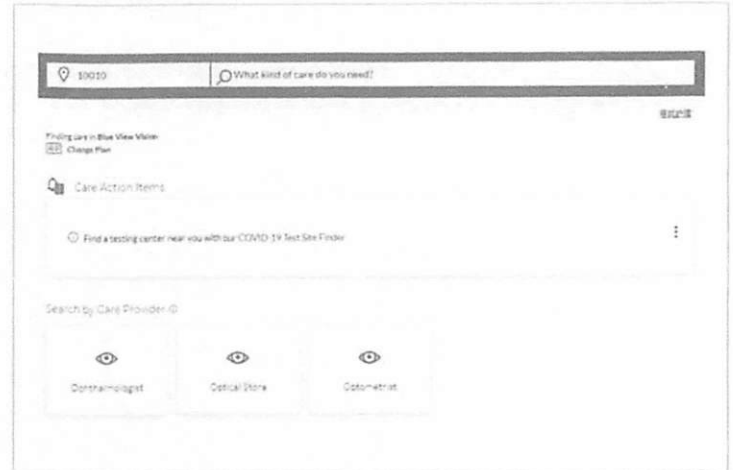 10010
What kind of care do you need?
Finding care in Blue View Vision
Change Plan
Care Action Items
Find a testing center near you with our COVID-19 Test Site Finder
Search by Care Provider
Ophthalmologist
Optical Store
Optometrist